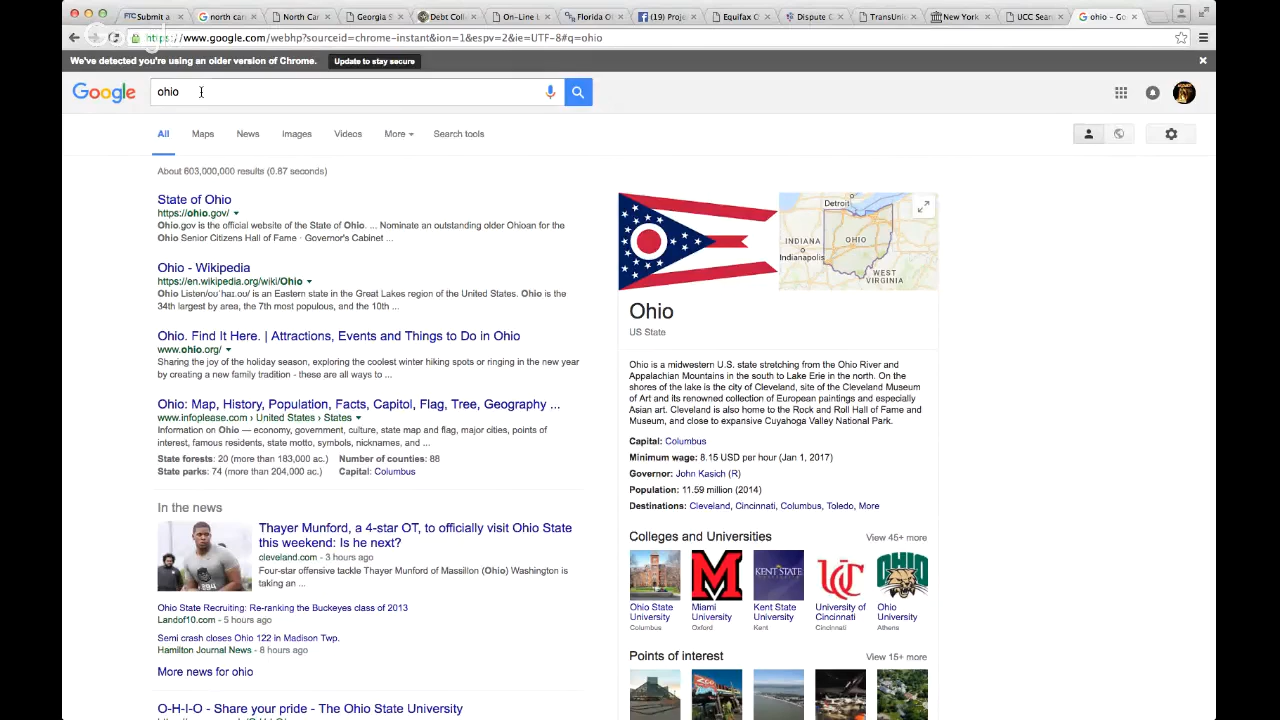 FTC Submit a
north car
North Car
Georgia S
Debt Coll
On-Line L
Florida O
(19) Proje
Equifax C
Dispute C
TransUnio
New York
UCC Sear
ohio - Go
https://www.google.com/webhp?sourceid=chrome-instant&ion=1&espv=2&ie=UTF-8#q=ohio
We've detected you're using an older version of Chrome. Update to stay secure
Google ohio
All Maps News Images Videos More Search tools
About 603,000,000 results (0.87 seconds)
State of Ohio
https://ohio.gov/
Ohio.gov is the official website of the State of Ohio. ... Nominate an outstanding older Ohioan for the
Ohio Senior Citizens Hall of Fame · Governor's Cabinet ...
Ohio - Wikipedia
https://en.wikipedia.org/wiki/Ohio
Ohio Listen/oʊˈhaɪ.oʊ/ is an Eastern state in the Great Lakes region of the United States. Ohio is the
34th largest by area, the 7th most populous, and the 10th ...
Ohio. Find It Here. | Attractions, Events and Things to Do in Ohio
www.ohio.org/
Sharing the joy of the holiday season, exploring the coolest winter hiking spots or ringing in the new year
by creating a new family tradition - these are all ways to ...
Ohio: Map, History, Population, Facts, Capitol, Flag, Tree, Geography ...
www.infoplease.com › United States › States
Information on Ohio — economy, government, culture, state map and flag, major cities, points of
interest, famous residents, state motto, symbols, nicknames, and ...
State forests: 20 (more than 183,000 ac.) Number of counties: 88
State parks: 74 (more than 204,000 ac.) Capital: Columbus
In the news
Thayer Munford, a 4-star OT, to officially visit Ohio State
this weekend: Is he next?
cleveland.com - 3 hours ago
Four-star offensive tackle Thayer Munford of Massillon (Ohio) Washington is
taking an ...
Ohio State Recruiting: Re-ranking the Buckeyes class of 2013
Landof10.com - 5 hours ago
Semi crash closes Ohio 122 in Madison Twp.
Hamilton Journal News - 8 hours ago
More news for ohio
O-H-I-O - Share your pride - The Ohio State University
Detroit
INDIANA
OHIO
Indianapolis
WEST
VIRGINIA
Ohio
US State
Ohio is a midwestern U.S. state stretching from the Ohio River and
Appalachian Mountains in the south to Lake Erie in the north. On the
shores of the lake is the city of Cleveland, site of the Cleveland Museum
of Art and its renowned collection of European paintings and especially
Asian art. Cleveland is also home to the Rock and Roll Hall of Fame and
Museum, and close to expansive Cuyahoga Valley National Park.
Capital: Columbus
Minimum wage: 8.15 USD per hour (Jan 1, 2017)
Governor: John Kasich (R)
Population: 11.59 million (2014)
Destinations: Cleveland, Cincinnati, Columbus, Toledo, More
Colleges and Universities View 45+ more
M
KENT STATE
UC
OHIO
Ohio State
University
Columbus
Miami
University
Oxford
Kent State
University
Kent
University of
Cincinnati
Cincinnati
Ohio
University
Athens
Points of interest View 15+ more